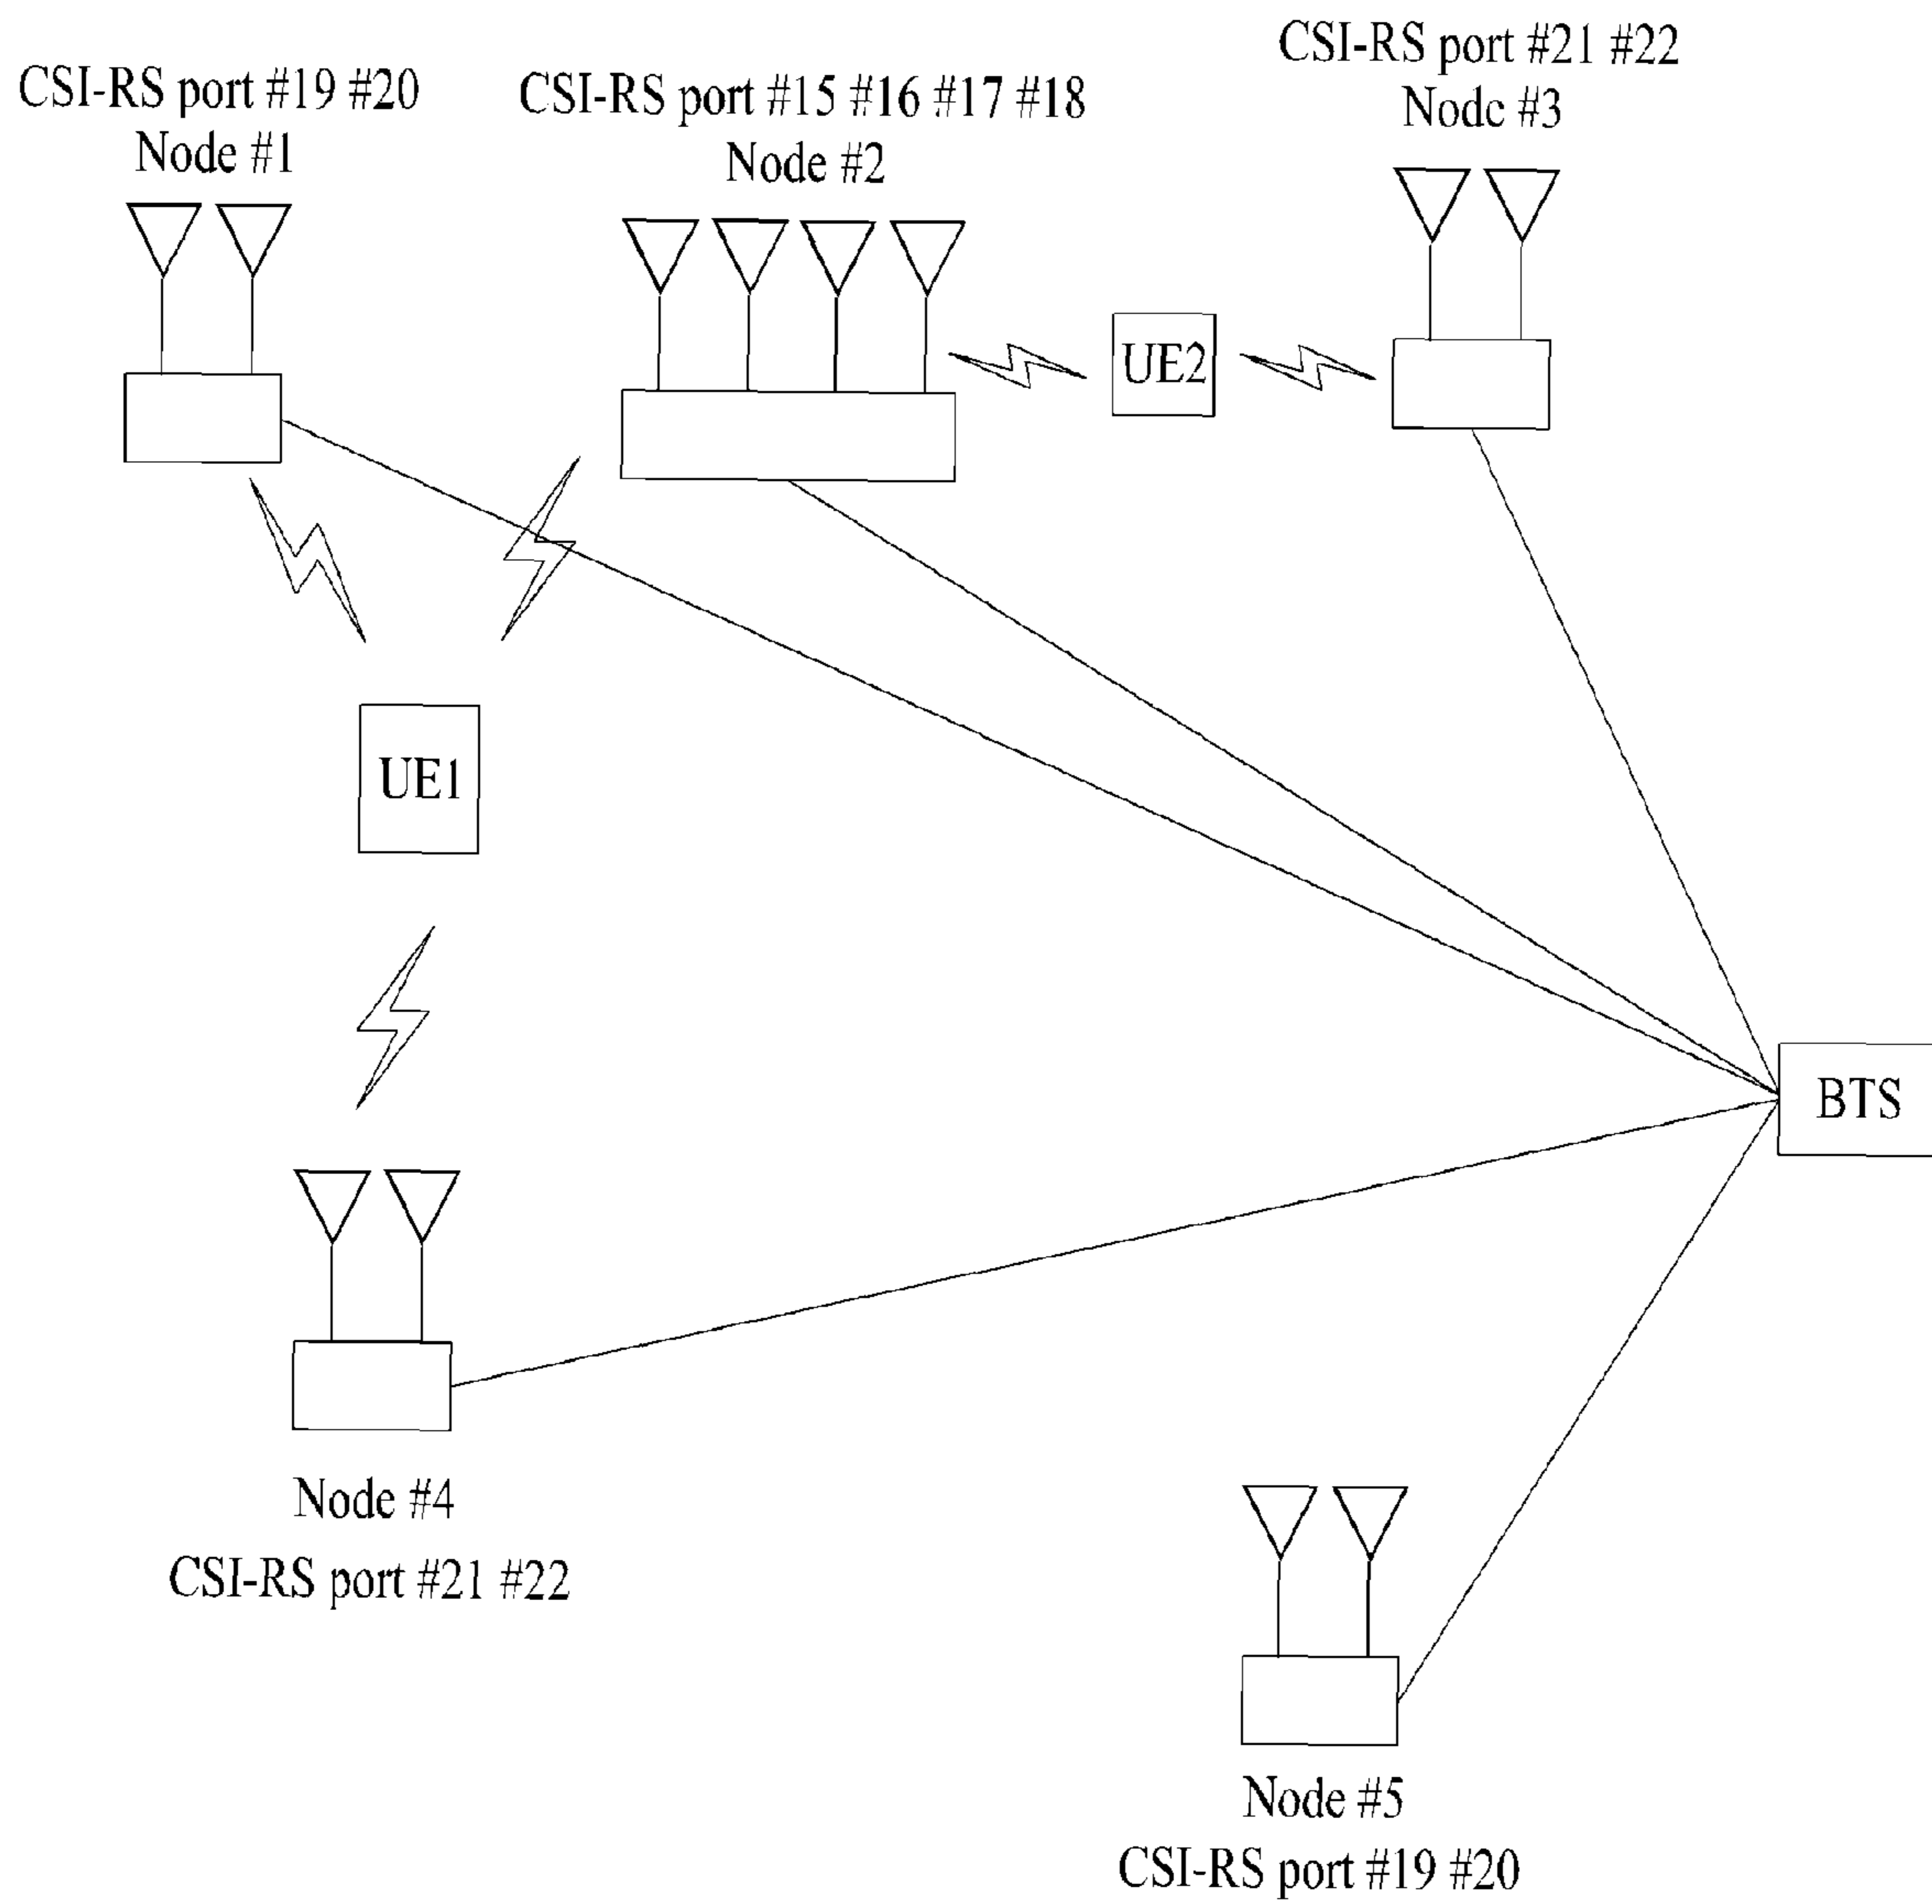 CSI-RS port #21 #22
Node #3
CSI-RS port #19 #20
Node #1
CSI-RS port #15 #16 #17 #18
Node #2
UE2
UE1
BTS
Node #4
CSI-RS port #21 #22
Node #5
CSI-RS port #19 #20